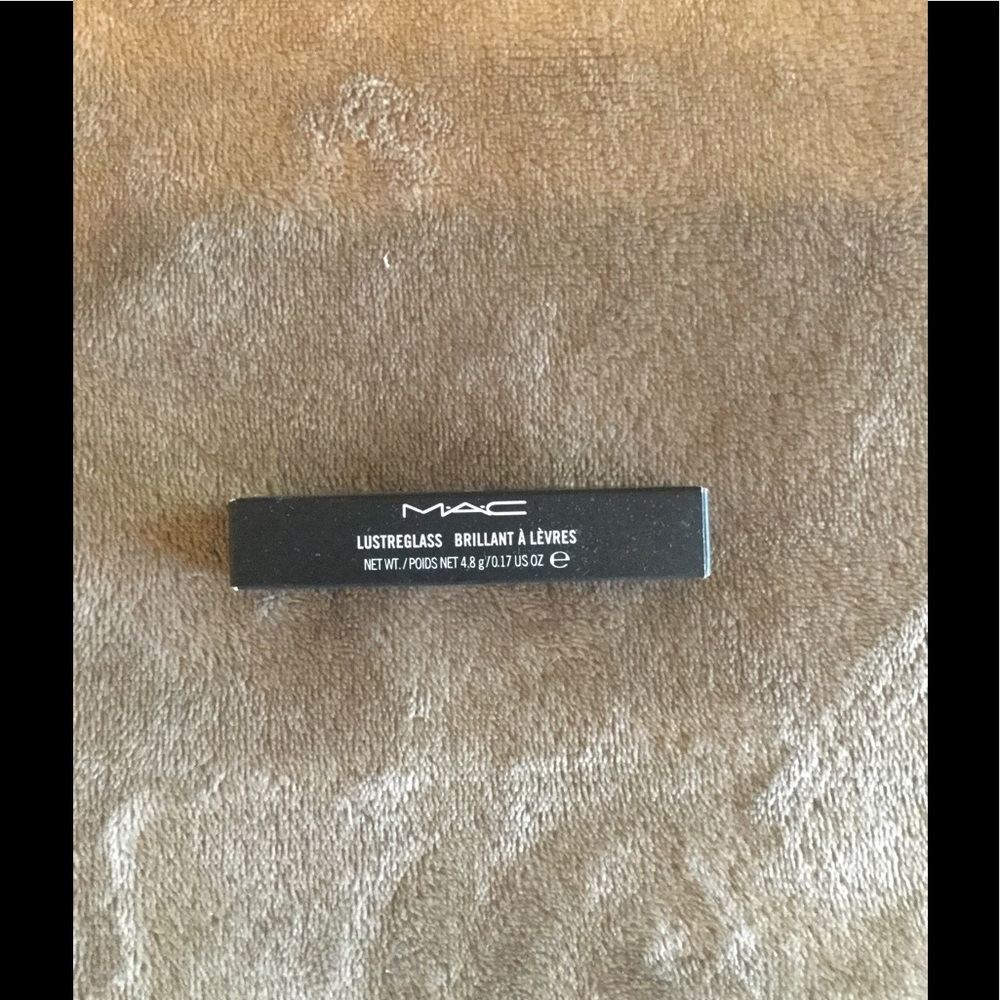 M·A·C
LUSTREGLASS BRILLANT À LÈVRES
NET WT./POIDS NET 4.8 g/0.17 US OZ ℮